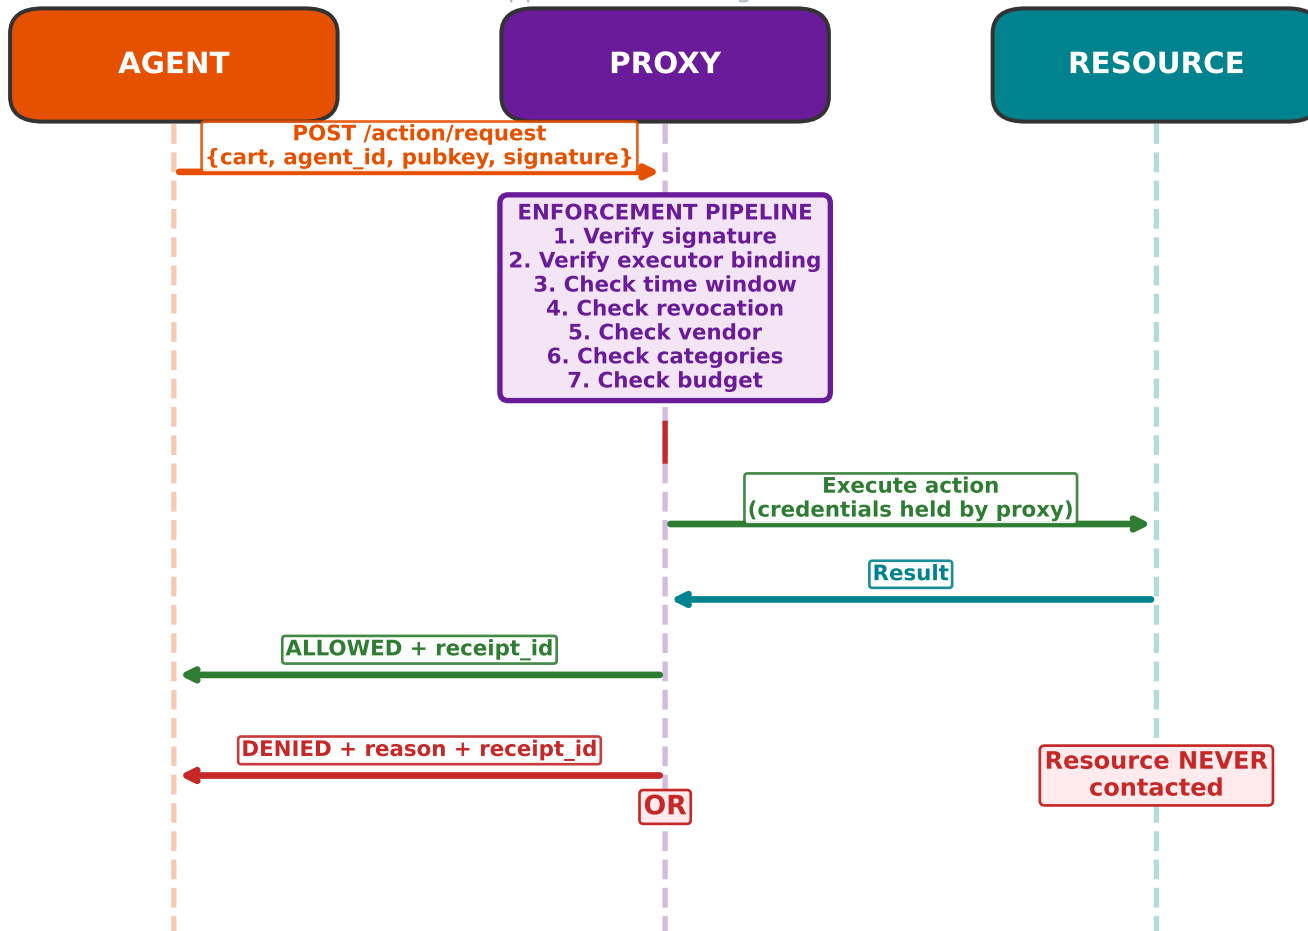 AGENT
PROXY
RESOURCE
POST /action/request
{cart, agent_id, pubkey, signature}
ENFORCEMENT PIPELINE
1. Verify signature
2. Verify executor binding
3. Check time window
4. Check revocation
5. Check vendor
6. Check categories
7. Check budget
Execute action
(credentials held by proxy)
Result
ALLOWED + receipt_id
DENIED + reason + receipt_id
Resource NEVER
contacted
OR